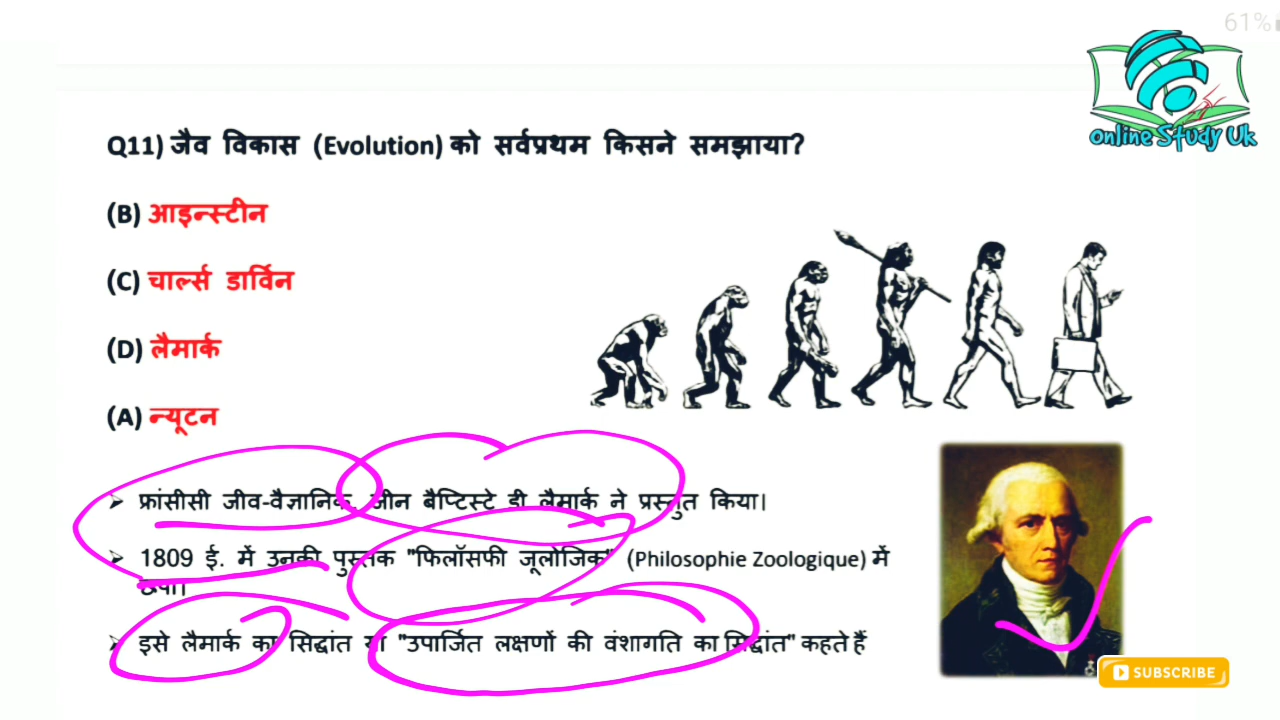 61%
Online Study Uk
Q11) जैव विकास (Evolution) को सर्वप्रथम किसने समझाया?
(B) आइन्स्टीन
(C) चार्ल्स डार्विन
(D) लैमार्क
(A) न्यूटन
➢ फ्रांसीसी जीव-वैज्ञानिक, जीन बैप्टिस्टे डी लैमार्क ने प्रस्तुत किया।
➢ 1809 ई. में उनकी पुस्तक "फिलॉसफी जूलोजिक" (Philosophie Zoologique) में
छपा।
➢ इसे लैमार्क का सिद्धांत या "उपार्जित लक्षणों की वंशागति का सिद्धांत" कहते हैं
SUBSCRIBE